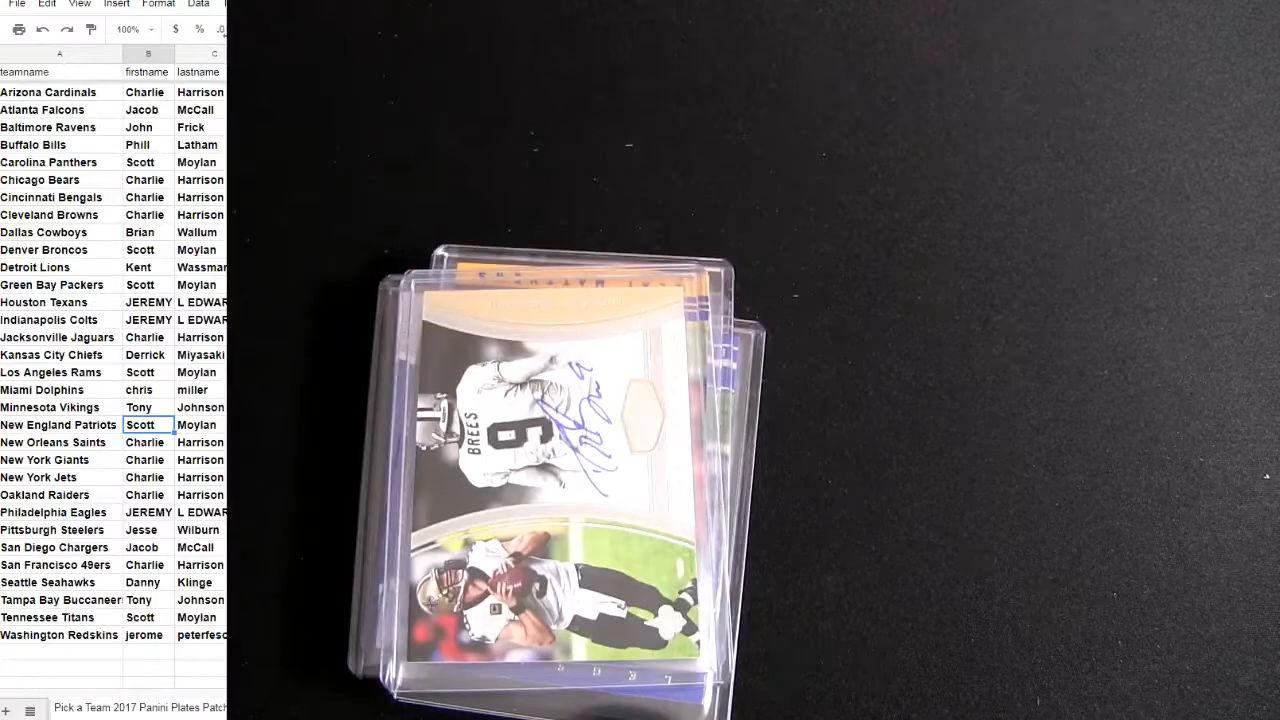 File Edit View Insert Format Data
100% $ % .0
A B C
teamname firstname lastname
Arizona Cardinals Charlie Harrison
Atlanta Falcons Jacob McCall
Baltimore Ravens John Frick
Buffalo Bills Phill Latham
Carolina Panthers Scott Moylan
Chicago Bears Charlie Harrison
Cincinnati Bengals Charlie Harrison
Cleveland Browns Charlie Harrison
Dallas Cowboys Brian Wallum
Denver Broncos Scott Moylan
Detroit Lions Kent Wassmar
Green Bay Packers Scott Moylan
Houston Texans JEREMY L EDWAR
Indianapolis Colts JEREMY L EDWAR
Jacksonville Jaguars Charlie Harrison
Kansas City Chiefs Derrick Miyasaki
Los Angeles Rams Scott Moylan
Miami Dolphins chris miller
Minnesota Vikings Tony Johnson
New England Patriots Scott Moylan
New Orleans Saints Charlie Harrison
New York Giants Charlie Harrison
New York Jets Charlie Harrison
Oakland Raiders Charlie Harrison
Philadelphia Eagles JEREMY L EDWAR
Pittsburgh Steelers Jesse Wilburn
San Diego Chargers Jacob McCall
San Francisco 49ers Charlie Harrison
Seattle Seahawks Danny Klinge
Tampa Bay Buccaneer Tony Johnson
Tennessee Titans Scott Moylan
Washington Redskins jerome peterfeso
Pick a Team 2017 Panini Plates Patch
BREES
9